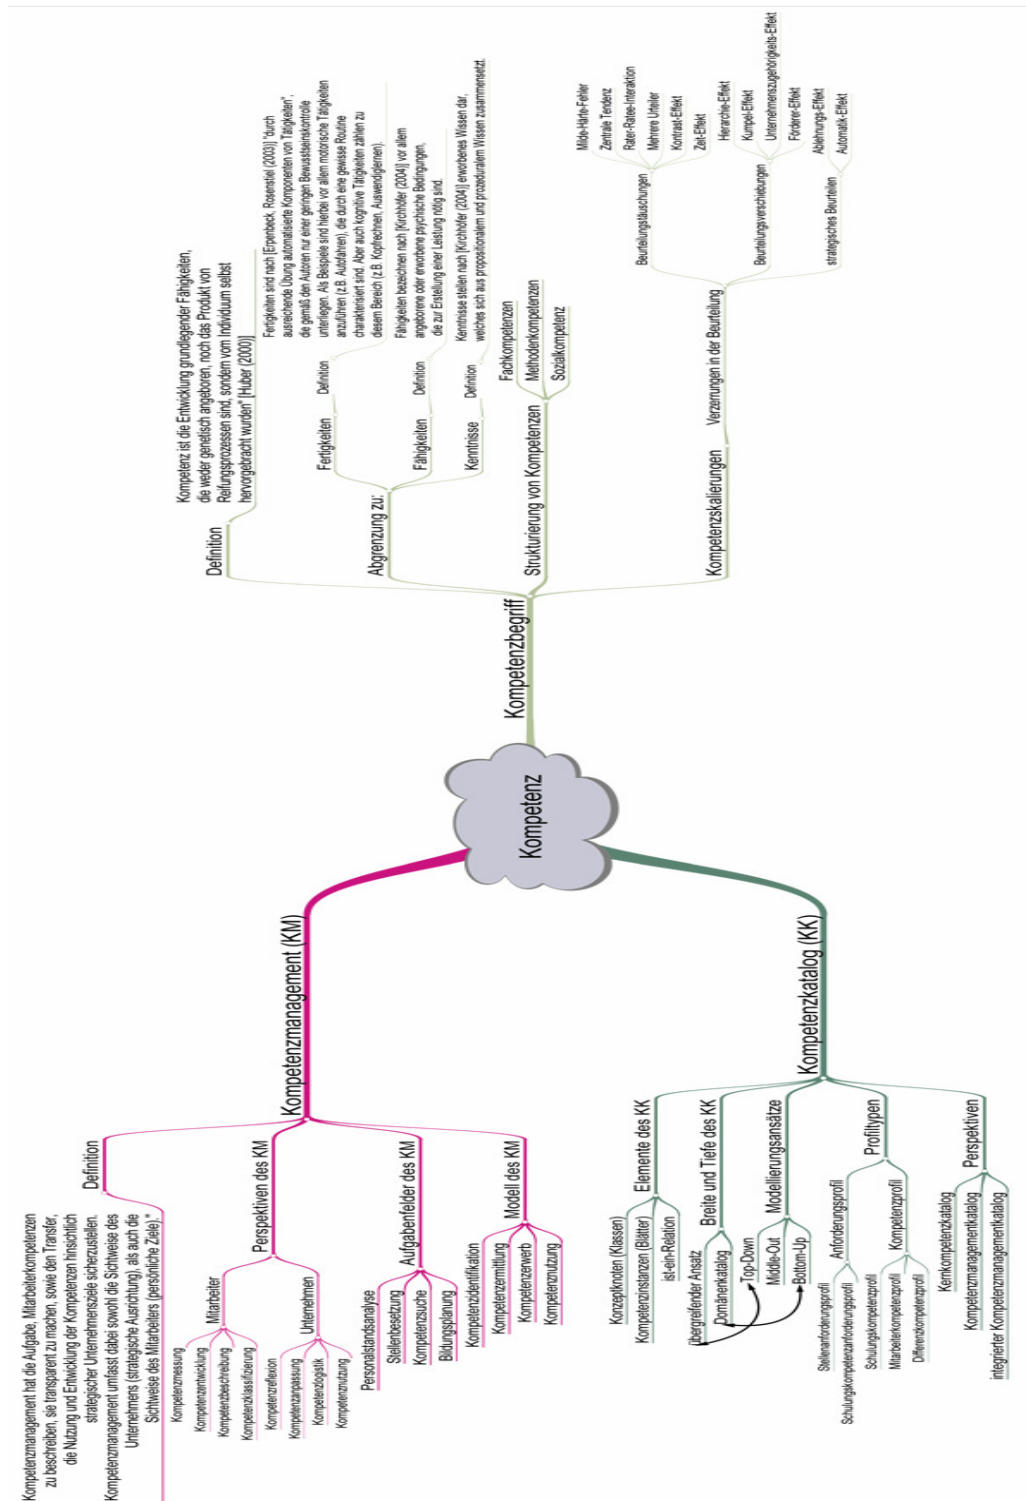 Kompetenz
Kompetenzbegriff
Definition
Kompetenz ist die Entwicklung grundlegender Fähigkeiten,
die weder genetisch angeboren, noch das Produkt von
Reifungsprozessen sind, sondern vom Individuum selbst
hervorgebracht wurden" [Huber (2000)]
Abgrenzung zu:
Fertigkeiten
Definition
Fertigkeiten sind nach [Erpenbeck, Rosenstiel (2003)] "durch
ausreichende Übung automatisierte Komponenten von Tätigkeiten",
die gemäß den Autoren nur einer geringen Bewusstseinskontrolle
unterliegen. Als Beispiele sind hierbei vor allem motorische Tätigkeiten
anzuführen (z.B. Autofahren), die durch eine gewisse Routine
charakterisiert sind. Aber auch kognitive Tätigkeiten zählen zu
diesem Bereich (z.B. Kopfrechnen, Auswendiglernen).
Fähigkeiten
Definition
Fähigkeiten bezeichnen nach [Kirchhöfer (2004)] vor allem
angeborene oder erworbene psychische Bedingungen,
die zur Erstellung einer Leistung nötig sind.
Kenntnisse
Definition
Kenntnisse stellen nach [Kirchhöfer (2004)] erworbenes Wissen dar,
welches sich aus propositionalem und prozeduralem Wissen zusammensetzt.
Strukturierung von Kompetenzen
Fachkompetenzen
Methodenkompetenzen
Sozialkompetenz
Kompetenzskalierungen
Verzerrungen in der Beurteilung
Beurteilungstäuschungen
Milde-Härte-Fehler
Zentrale Tendenz
Rater-Ratee-Interaktion
Mehrere Urteiler
Kontrast-Effekt
Zeit-Effekt
Beurteilungsverschiebungen
Hierarchie-Effekt
Kumpel-Effekt
Unternehmenszugehörigkeits-Effekt
Förderer-Effekt
strategisches Beurteilen
Ablehnungs-Effekt
Automatik-Effekt
Kompetenzmanagement (KM)
Definition
Kompetenzmanagement hat die Aufgabe, Mitarbeiterkompetenzen
zu beschreiben, sie transparent zu machen, sowie den Transfer,
die Nutzung und Entwicklung der Kompetenzen hinsichtlich
strategischer Unternehmensziele sicherzustellen.
Kompetenzmanagement umfasst dabei sowohl die Sichtweise des
Unternehmens (strategische Ausrichtung), als auch die
Sichtweise des Mitarbeiters (persönliche Ziele)."
Perspektiven des KM
Mitarbeiter
Kompetenzmessung
Kompetenzentwicklung
Kompetenzbeschreibung
Kompetenzklassifizierung
Unternehmen
Kompetenzreflexion
Kompetenzanpassung
Kompetenzlogistik
Kompetenznutzung
Aufgabenfelder des KM
Personalstandsanalyse
Stellenbesetzung
Kompetenzsuche
Bildungsplanung
Modell des KM
Kompetenzidentifikation
Kompetenzermittlung
Kompetenzerwerb
Kompetenznutzung
Kompetenzkatalog (KK)
Elemente des KK
Konzeptknoten (Klassen)
Kompetenzinstanzen (Blätter)
ist-ein-Relation
Breite und Tiefe des KK
Übergreifender Ansatz
Domänenkatalog
Modellierungsansätze
Top-Down
Middle-Out
Bottom-Up
Profiltypen
Anforderungsprofil
Stellenanforderungsprofil
Schulungskompetenzanforderungsprofil
Kompetenzprofil
Schulungskompetenzprofil
Mitarbeiterkompetenzprofil
Differenzkompetenzprofil
Perspektiven
Kernkompetenzkatalog
Kompetenzmanagementkatalog
integrierter Kompetenzmanagementkatalog